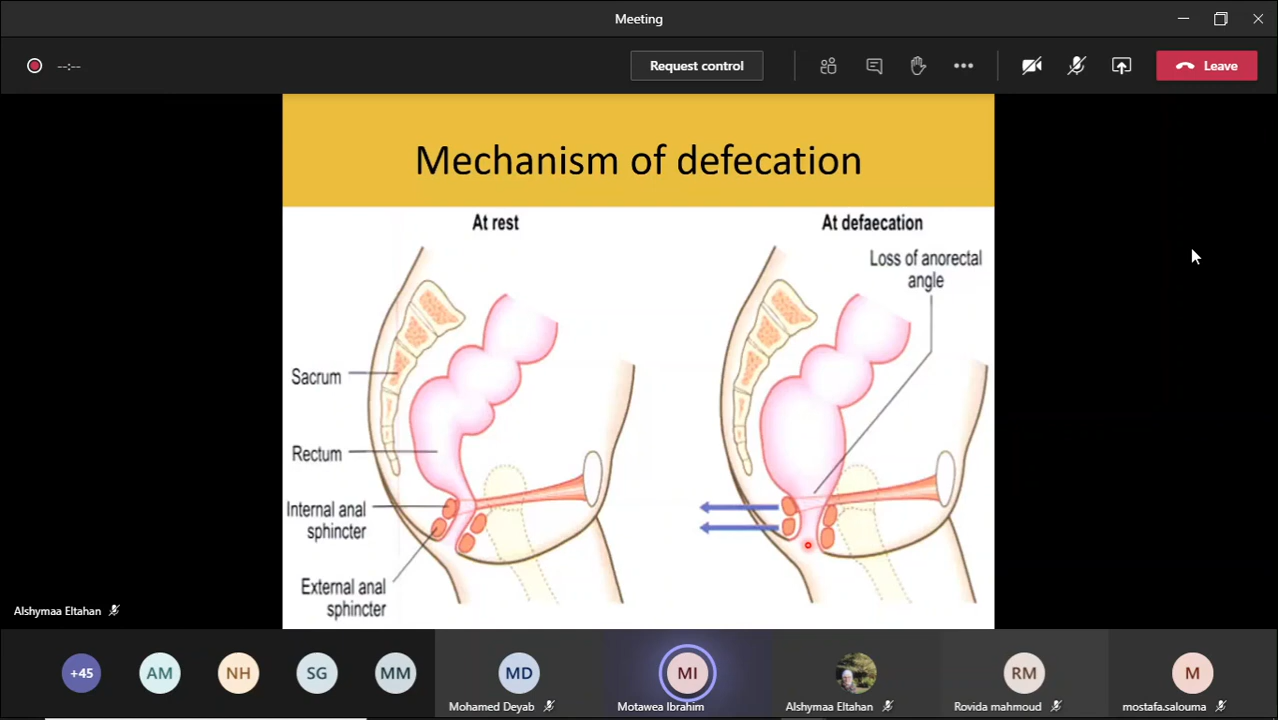 Meeting
--:--
Request control
Leave
Mechanism of defecation
At rest
At defaecation
Loss of anorectal
angle
Sacrum
Rectum
Internal anal
sphincter
External anal
sphincter
Alshymaa Eltahan
+45
AM
NH
SG
MM
MD
MI
RM
M
Mohamed Deyab
Motawea Ibrahim
Alshymaa Eltahan
Rovida mahmoud
mostafa.salouma